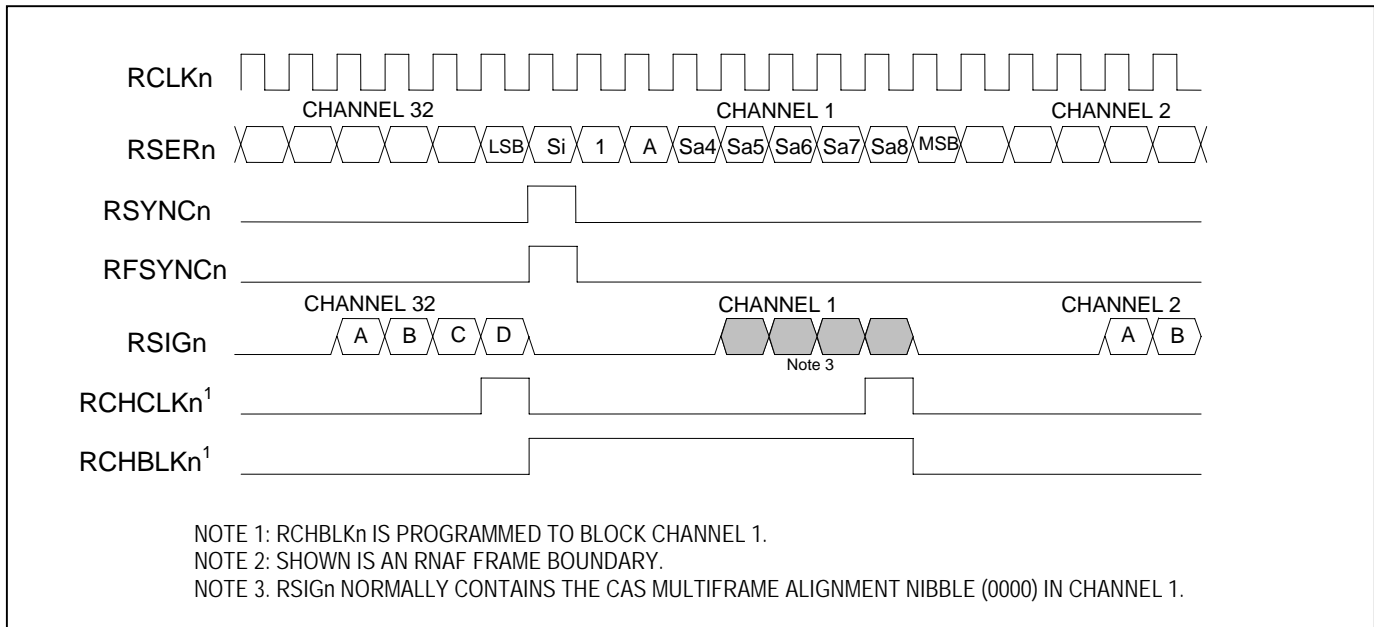 RCLKn
CHANNEL 32 CHANNEL 1 CHANNEL 2
RSERn LSB Si 1 A Sa4 Sa5 Sa6 Sa7 Sa8 MSB
RSYNCn
RFSYNCn
CHANNEL 32 CHANNEL 1 CHANNEL 2
RSIGn A B C D A B
Note 3
RCHCLKn¹
RCHBLKn¹
NOTE 1: RCHBLKn IS PROGRAMMED TO BLOCK CHANNEL 1.
NOTE 2: SHOWN IS AN RNAF FRAME BOUNDARY.
NOTE 3. RSIGn NORMALLY CONTAINS THE CAS MULTIFRAME ALIGNMENT NIBBLE (0000) IN CHANNEL 1.